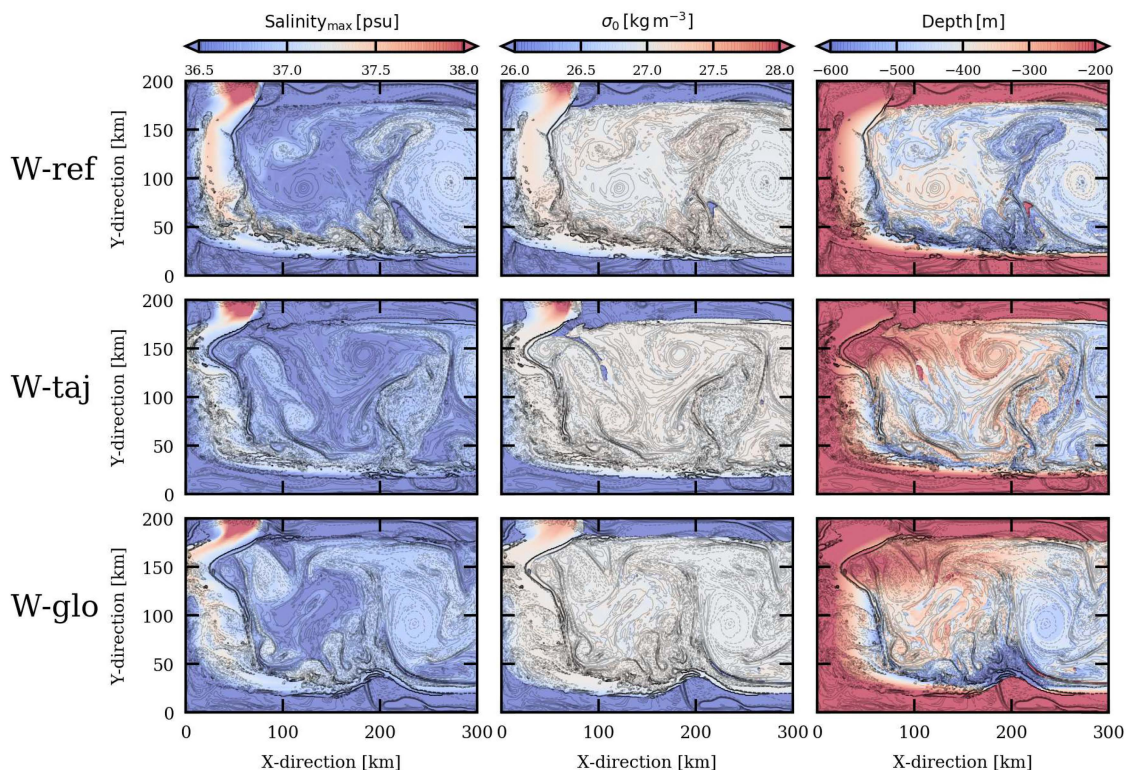 Salinity_max [psu] σ₀ [kg m⁻³] Depth [m]
36.5 37.0 37.5 38.0 26.0 26.5 27.0 27.5 28.0 −600 −500 −400 −300 −200
W-ref
Y-direction [km]
200
150
100
50
0
W-taj
Y-direction [km]
200
150
100
50
0
W-glo
Y-direction [km]
200
150
100
50
0
0 100 200 300 0 100 200 300 0 100 200 300
X-direction [km] X-direction [km] X-direction [km]